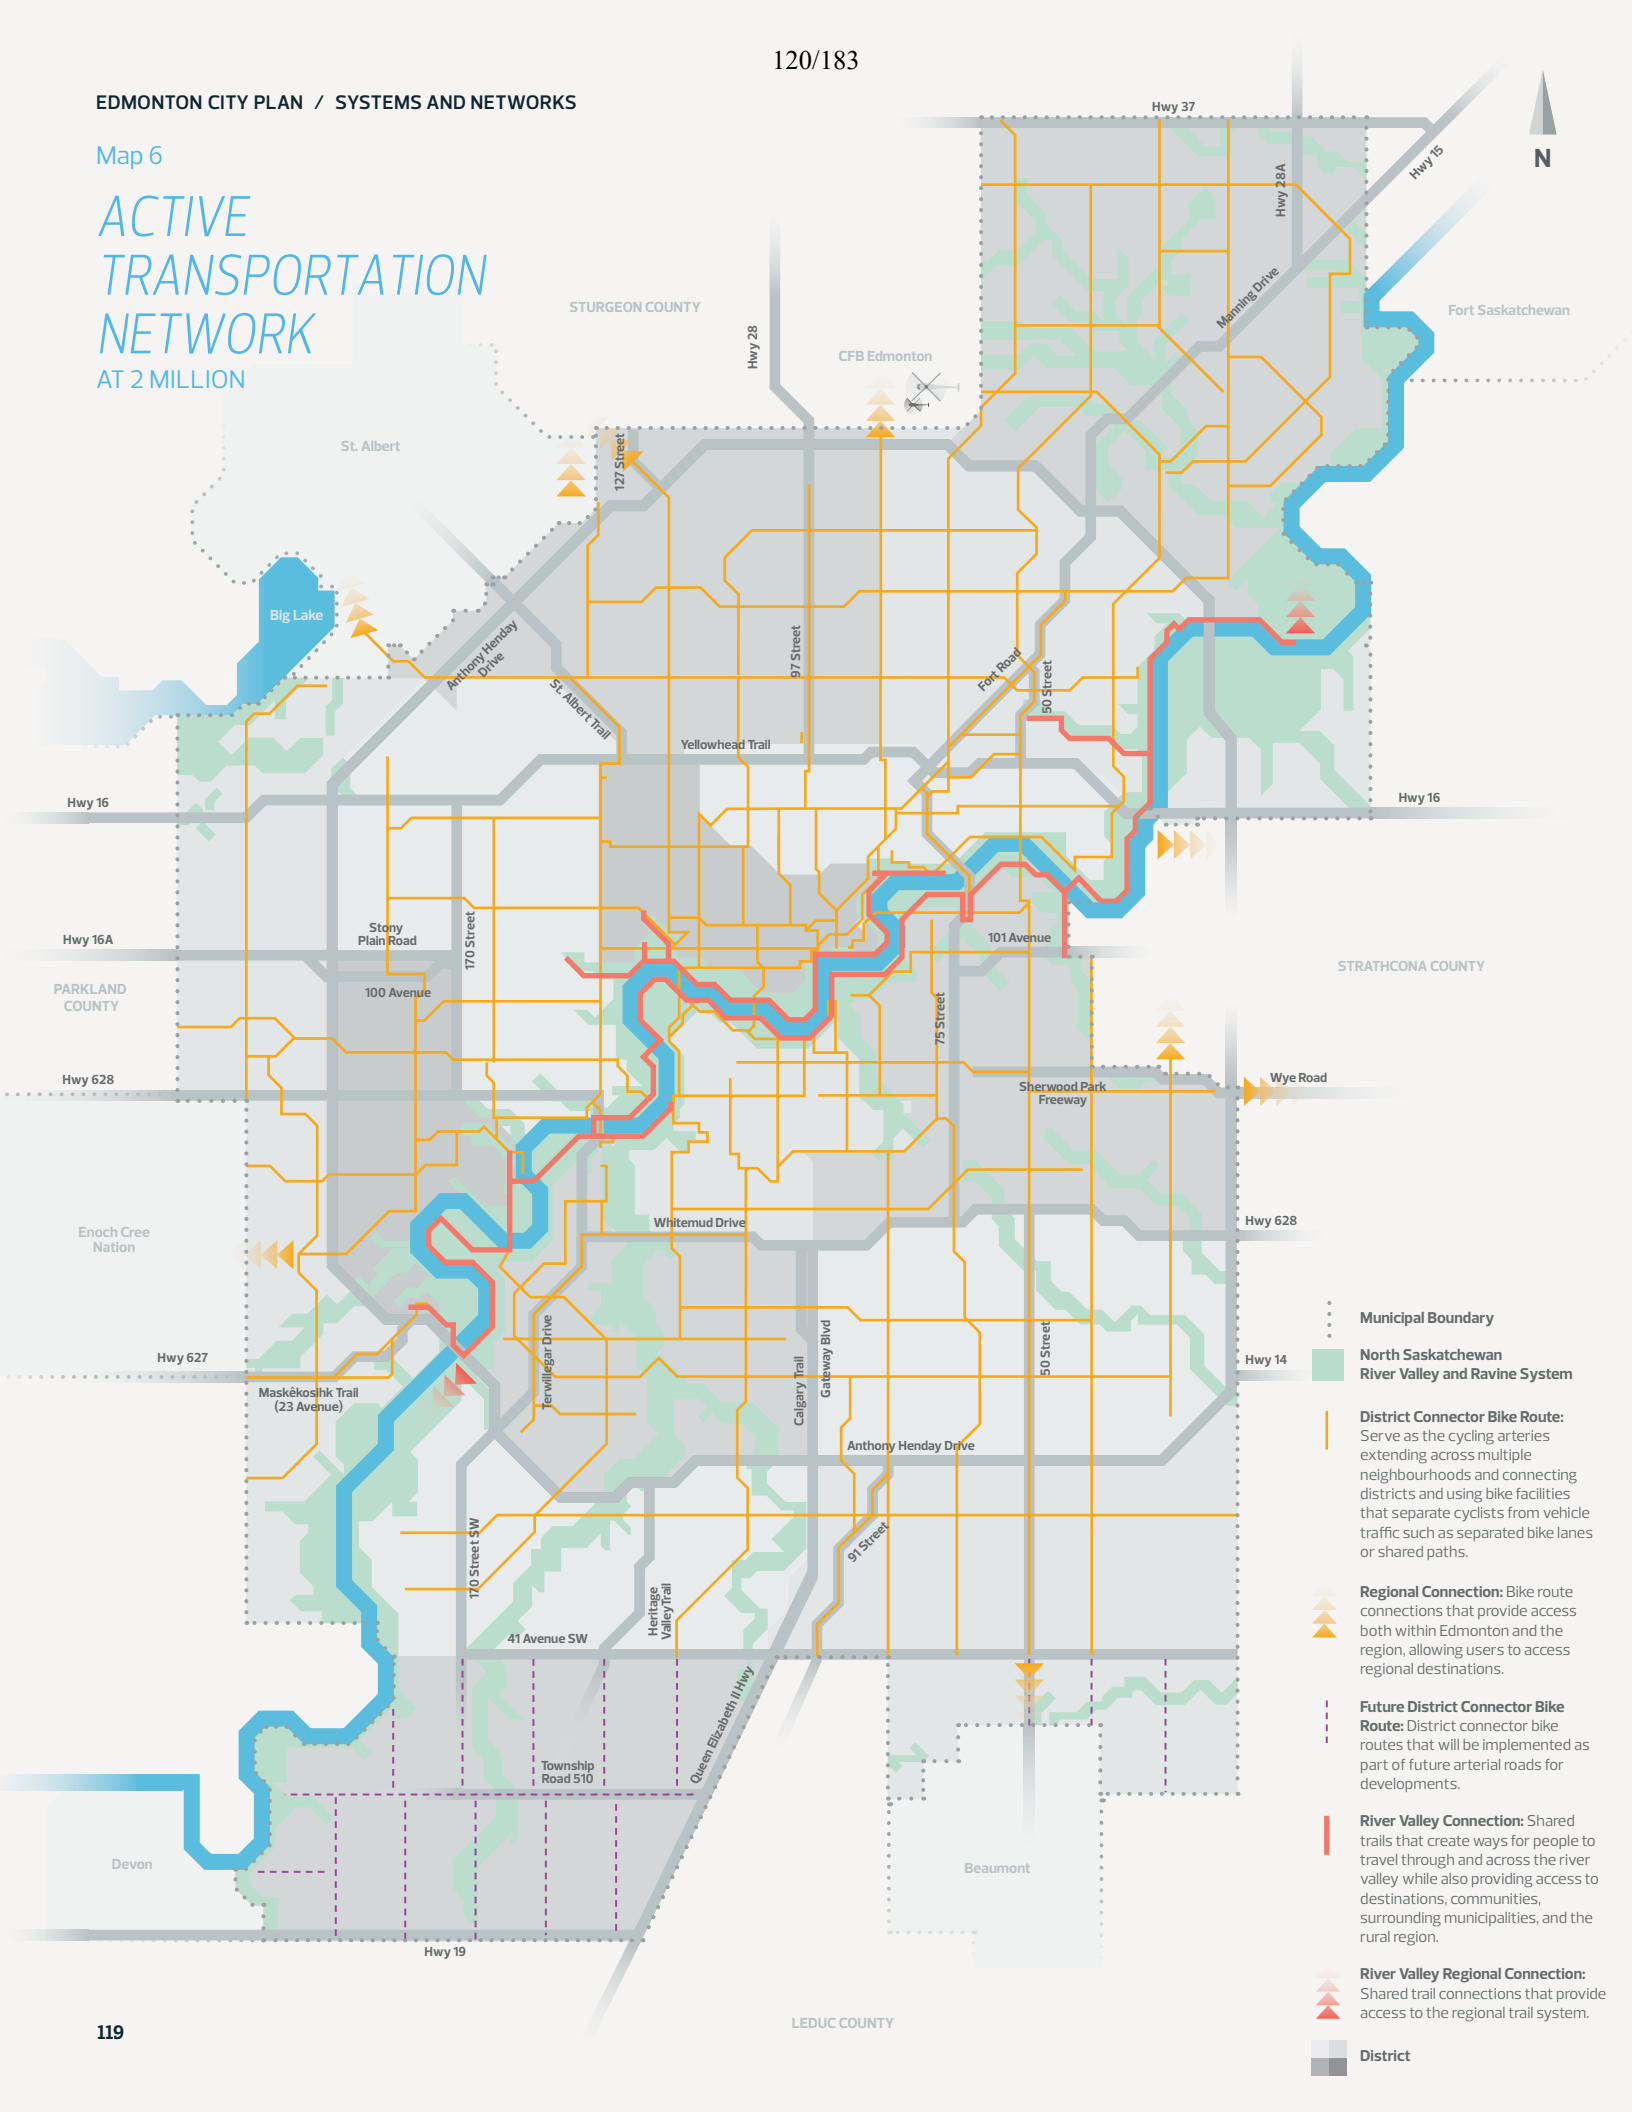 120/183
EDMONTON CITY PLAN / SYSTEMS AND NETWORKS
Map 6
ACTIVE
TRANSPORTATION
NETWORK
AT 2 MILLION
Hwy 37
Hwy 15
N
Hwy 28A
Manning Drive
STURGEON COUNTY
Fort Saskatchewan
Hwy 28
CFB Edmonton
St. Albert
127 Street
Big Lake
Anthony Henday
Drive
St. Albert Trail
97 Street
Fort Road
50 Street
Yellowhead Trail
Hwy 16
Hwy 16
Stony
Plain Road
170 Street
Hwy 16A
101 Avenue
STRATHCONA COUNTY
PARKLAND
COUNTY
100 Avenue
75 Street
Hwy 628
Sherwood Park
Freeway
Wye Road
Enoch Cree
Nation
Whitemud Drive
Hwy 628
Terwillegar Drive
Calgary Trail
Gateway Blvd
50 Street
Hwy 627
Hwy 14
Maskêkosihk Trail
(23 Avenue)
Anthony Henday Drive
170 Street SW
91 Street
Heritage
Valley Trail
41 Avenue SW
Queen Elizabeth II Hwy
Township
Road 510
Devon
Beaumont
Hwy 19
LEDUC COUNTY
Municipal Boundary
North Saskatchewan
River Valley and Ravine System
District Connector Bike Route:
Serve as the cycling arteries
extending across multiple
neighbourhoods and connecting
districts and using bike facilities
that separate cyclists from vehicle
traffic such as separated bike lanes
or shared paths.
Regional Connection: Bike route
connections that provide access
both within Edmonton and the
region, allowing users to access
regional destinations.
Future District Connector Bike
Route: District connector bike
routes that will be implemented as
part of future arterial roads for
developments.
River Valley Connection: Shared
trails that create ways for people to
travel through and across the river
valley while also providing access to
destinations, communities,
surrounding municipalities, and the
rural region.
River Valley Regional Connection:
Shared trail connections that provide
access to the regional trail system.
District
119